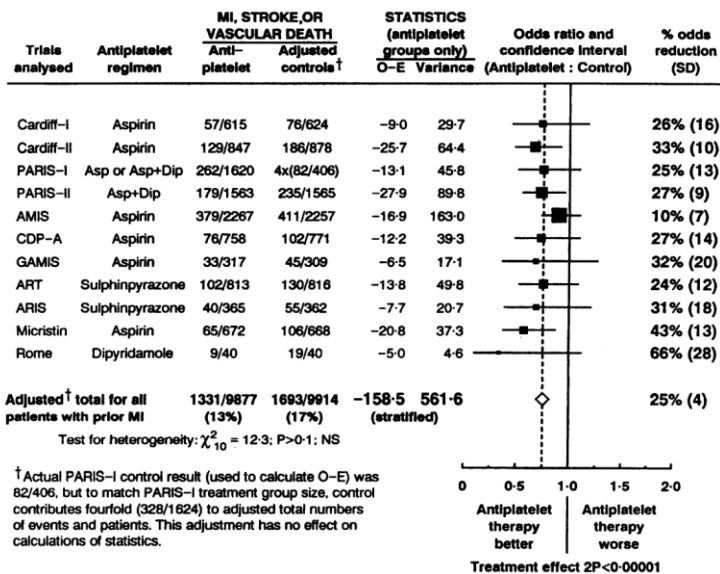 MI, STROKE, OR VASCULAR DEATH
STATISTICS (antiplatelet groups only)
Odds ratio and confidence interval (Antiplatelet : Control)
% odds reduction (SD)
Trials analysed Antiplatelet regimen Anti-platelet Adjusted controls† O-E Variance
Cardiff-I Aspirin 57/615 76/624 -9·0 29·7 26% (16)
Cardiff-II Aspirin 129/847 186/878 -25·7 64·4 33% (10)
PARIS-I Asp or Asp+Dip 262/1620 4x(82/406) -13·1 45·8 25% (13)
PARIS-II Asp+Dip 179/1563 235/1565 -27·9 89·8 27% (9)
AMIS Aspirin 379/2267 411/2257 -16·9 163·0 10% (7)
CDP-A Aspirin 76/758 102/771 -12·2 39·3 27% (14)
GAMIS Aspirin 33/317 45/309 -6·5 17·1 32% (20)
ART Sulphinpyrazone 102/813 130/816 -13·8 49·8 24% (12)
ARIS Sulphinpyrazone 40/365 55/362 -7·7 20·7 31% (18)
Micristin Aspirin 65/672 106/668 -20·8 37·3 43% (13)
Rome Dipyridamole 9/40 19/40 -5·0 4·6 66% (28)
Adjusted† total for all 1331/9877 1693/9914 -158·5 561·6 25% (4)
patients with prior MI (13%) (17%) (stratified)
Test for heterogeneity: χ²₁₀ = 12·3; P>0·1; NS
†Actual PARIS-I control result (used to calculate O-E) was
82/406, but to match PARIS-I treatment group size, control
contributes fourfold (328/1624) to adjusted total numbers
of events and patients. This adjustment has no effect on
calculations of statistics.
0 0·5 1·0 1·5 2·0
Antiplatelet therapy better
Antiplatelet therapy worse
Treatment effect 2P<0·00001